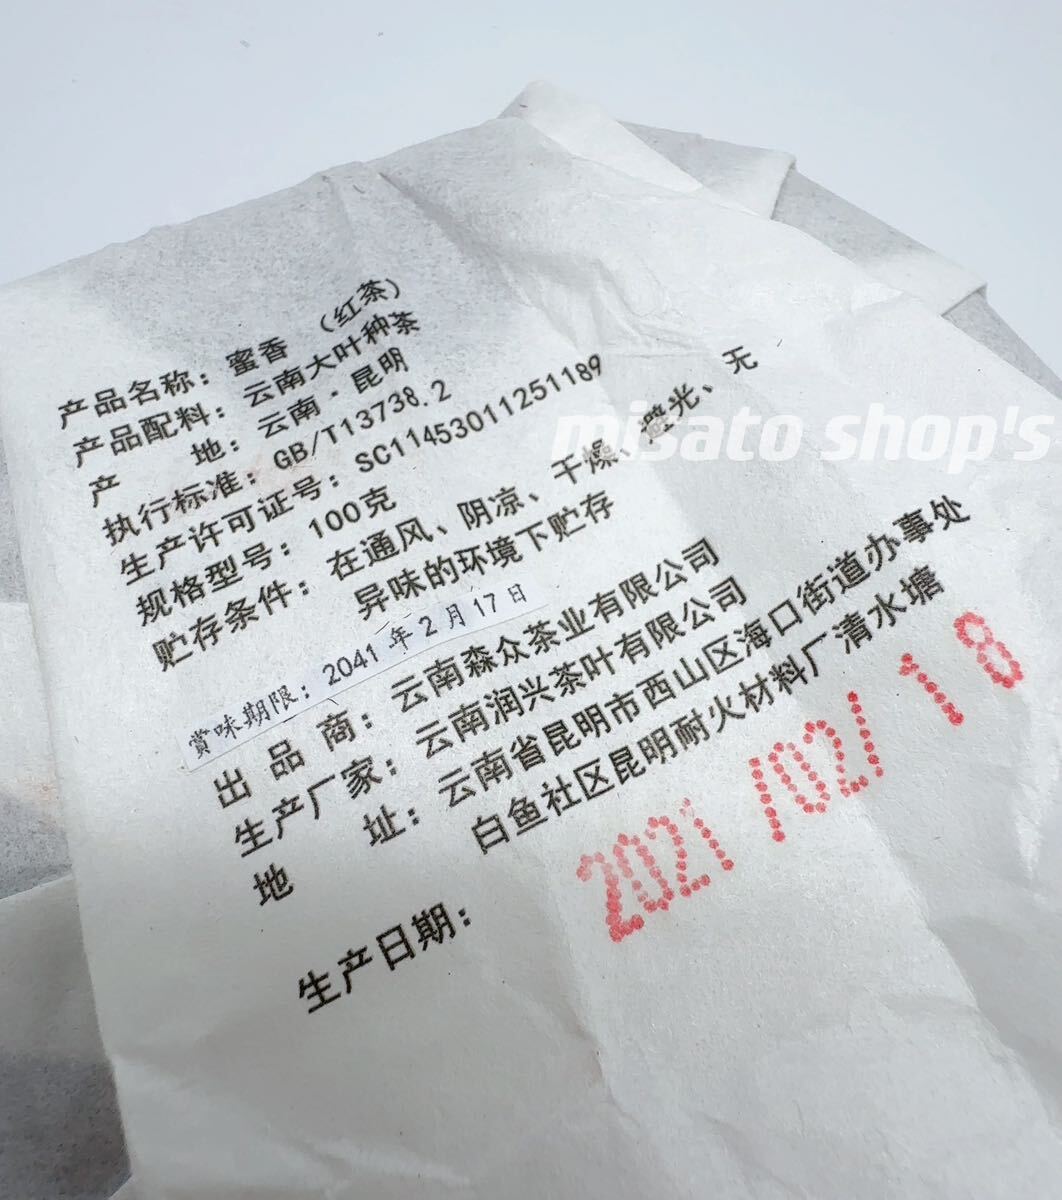 产品名称：蜜香（红茶）
产品配料：云南大叶种茶
产地：云南·昆明
执行标准：GB/T13738.2
生产许可证号：SC11453011251189
规格型号：100克
贮存条件：在通风、阴凉、干燥、避光、无
异味的环境下贮存
賞味期限：2041年2月17日
出品商：云南森众茶业有限公司
生产厂家：云南润兴茶叶有限公司
地址：云南省昆明市西山区海口街道办事处
白鱼社区昆明耐火材料厂清水塘
生产日期：2021/02/18
misato shop's